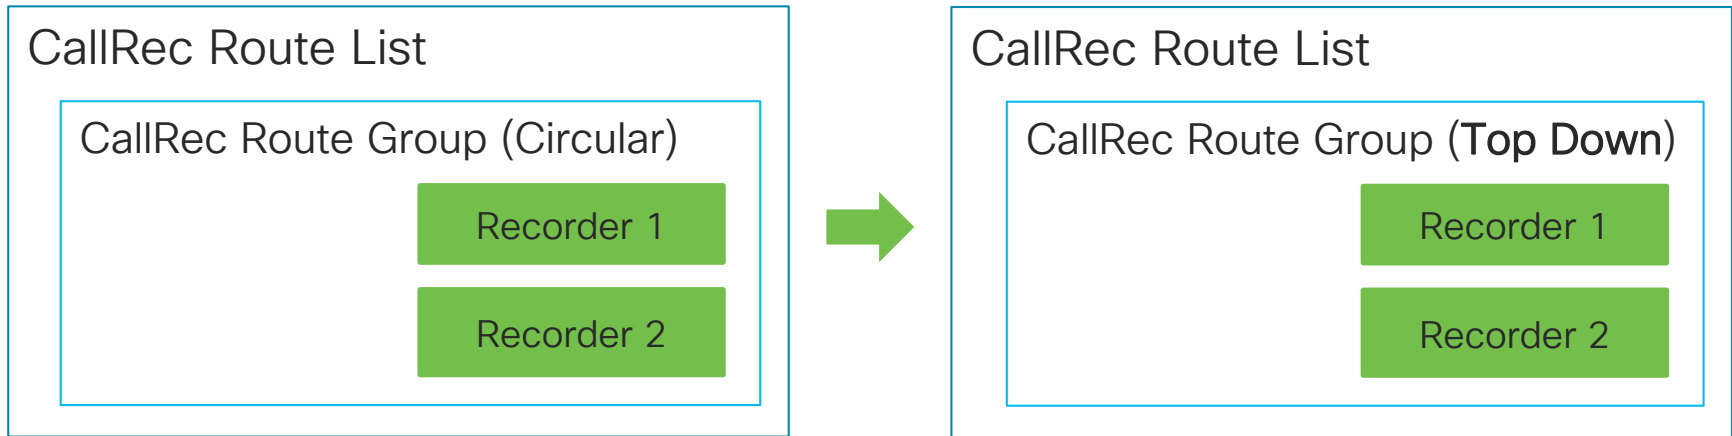 CallRec Route List
CallRec Route Group (Circular)
Recorder 1
Recorder 2
CallRec Route List
CallRec Route Group (Top Down)
Recorder 1
Recorder 2